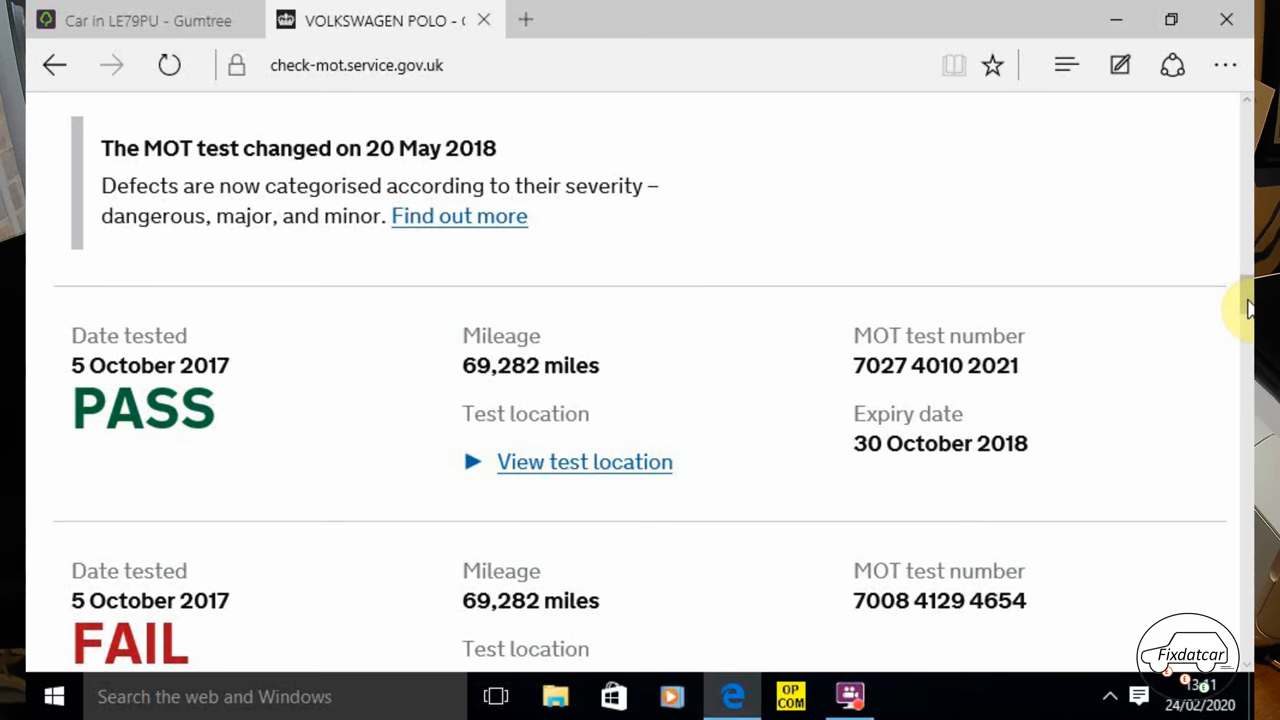 Car in LE79PU - Gumtree
VOLKSWAGEN POLO - (
check-mot.service.gov.uk
The MOT test changed on 20 May 2018
Defects are now categorised according to their severity –
dangerous, major, and minor. Find out more
Date tested
5 October 2017
PASS
Mileage
69,282 miles
Test location
View test location
MOT test number
7027 4010 2021
Expiry date
30 October 2018
Date tested
5 October 2017
FAIL
Mileage
69,282 miles
Test location
MOT test number
7008 4129 4654
Fixdatcar
Search the web and Windows
OP
COM
13:11
24/02/2020